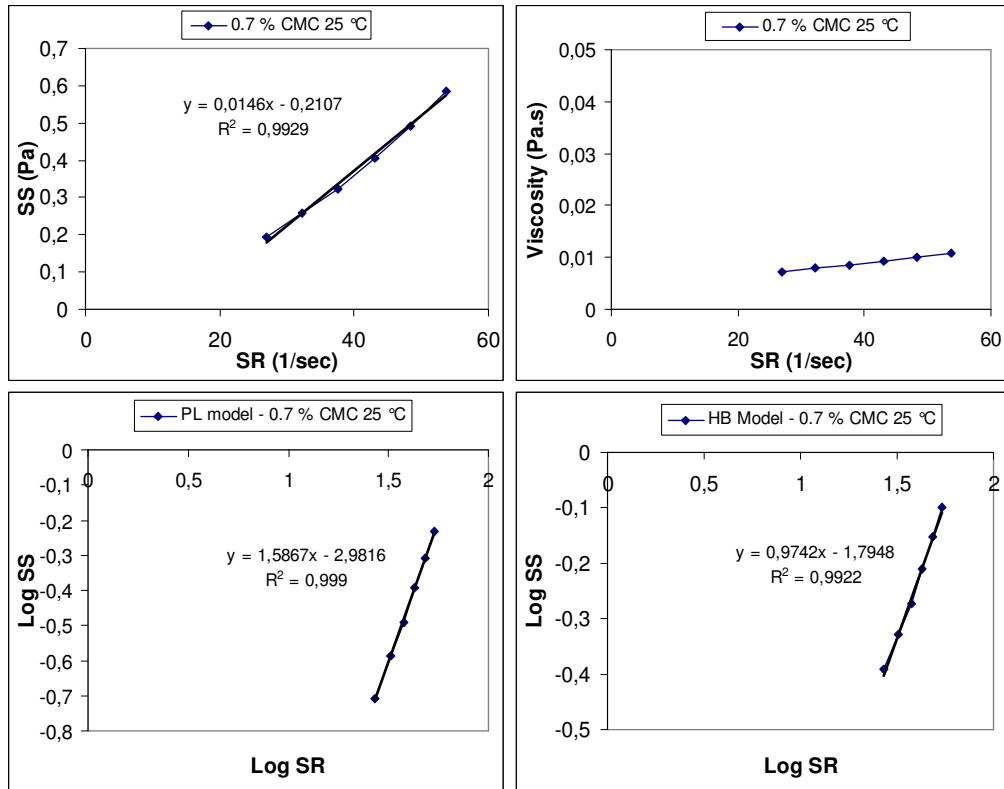 0.7 % CMC 25 °C
0,7
0,6
0,5
0,4
0,3
0,2
0,1
0
SS (Pa)
y = 0,0146x - 0,2107
R² = 0,9929
0 20 40 60
SR (1/sec)
0.7 % CMC 25 °C
0,05
0,04
0,03
0,02
0,01
0
Viscosity (Pa.s)
0 20 40 60
SR (1/sec)
PL model - 0.7 % CMC 25 °C
0
-0,1
-0,2
-0,3
-0,4
-0,5
-0,6
-0,7
-0,8
0 0,5 1 1,5 2
Log SS
y = 1,5867x - 2,9816
R² = 0,999
Log SR
HB Model - 0.7 % CMC 25 °C
0
-0,1
-0,2
-0,3
-0,4
-0,5
0 0,5 1 1,5 2
Log SS
y = 0,9742x - 1,7948
R² = 0,9922
Log SR